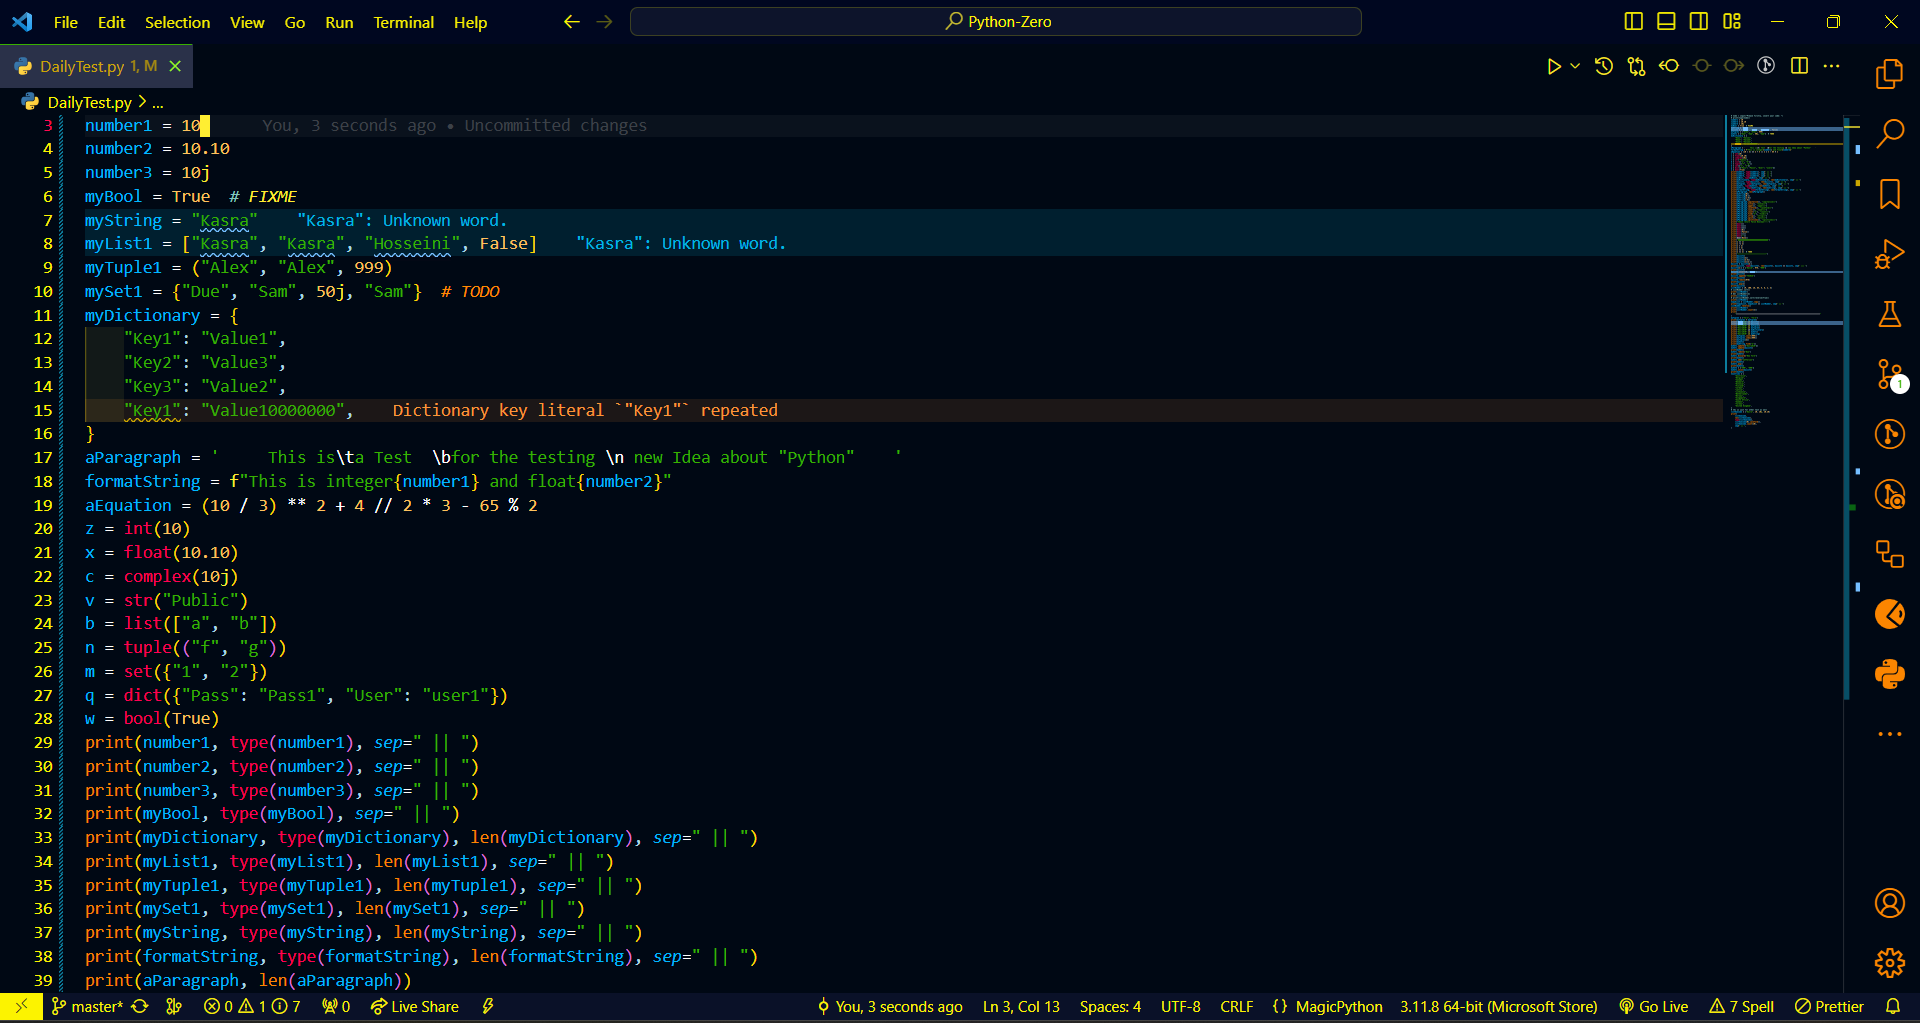 File Edit Selection View Go Run Terminal Help Python-Zero
DailyTest.py 1, M
DailyTest.py > ...
3 number1 = 10 You, 3 seconds ago • Uncommitted changes
4 number2 = 10.10
5 number3 = 10j
6 myBool = True # FIXME
7 myString = "Kasra" "Kasra": Unknown word.
8 myList1 = ["Kasra", "Kasra", "Hosseini", False] "Kasra": Unknown word.
9 myTuple1 = ("Alex", "Alex", 999)
10 mySet1 = {"Due", "Sam", 50j, "Sam"} # TODO
11 myDictionary = {
12 "Key1": "Value1",
13 "Key2": "Value3",
14 "Key3": "Value2",
15 "Key1": "Value10000000", Dictionary key literal `"Key1"` repeated
16 }
17 aParagraph = '     This is\ta Test  \bfor the testing \n new Idea about "Python"    '
18 formatString = f"This is integer{number1} and float{number2}"
19 aEquation = (10 / 3) ** 2 + 4 // 2 * 3 - 65 % 2
20 z = int(10)
21 x = float(10.10)
22 c = complex(10j)
23 v = str("Public")
24 b = list(["a", "b"])
25 n = tuple(("f", "g"))
26 m = set({"1", "2"})
27 q = dict({"Pass": "Pass1", "User": "user1"})
28 w = bool(True)
29 print(number1, type(number1), sep=" || ")
30 print(number2, type(number2), sep=" || ")
31 print(number3, type(number3), sep=" || ")
32 print(myBool, type(myBool), sep=" || ")
33 print(myDictionary, type(myDictionary), len(myDictionary), sep=" || ")
34 print(myList1, type(myList1), len(myList1), sep=" || ")
35 print(myTuple1, type(myTuple1), len(myTuple1), sep=" || ")
36 print(mySet1, type(mySet1), len(mySet1), sep=" || ")
37 print(myString, type(myString), len(myString), sep=" || ")
38 print(formatString, type(formatString), len(formatString), sep=" || ")
39 print(aParagraph, len(aParagraph))
1
master* 0 1 7 0 Live Share You, 3 seconds ago Ln 3, Col 13 Spaces: 4 UTF-8 CRLF {} MagicPython 3.11.8 64-bit (Microsoft Store) Go Live 7 Spell Prettier